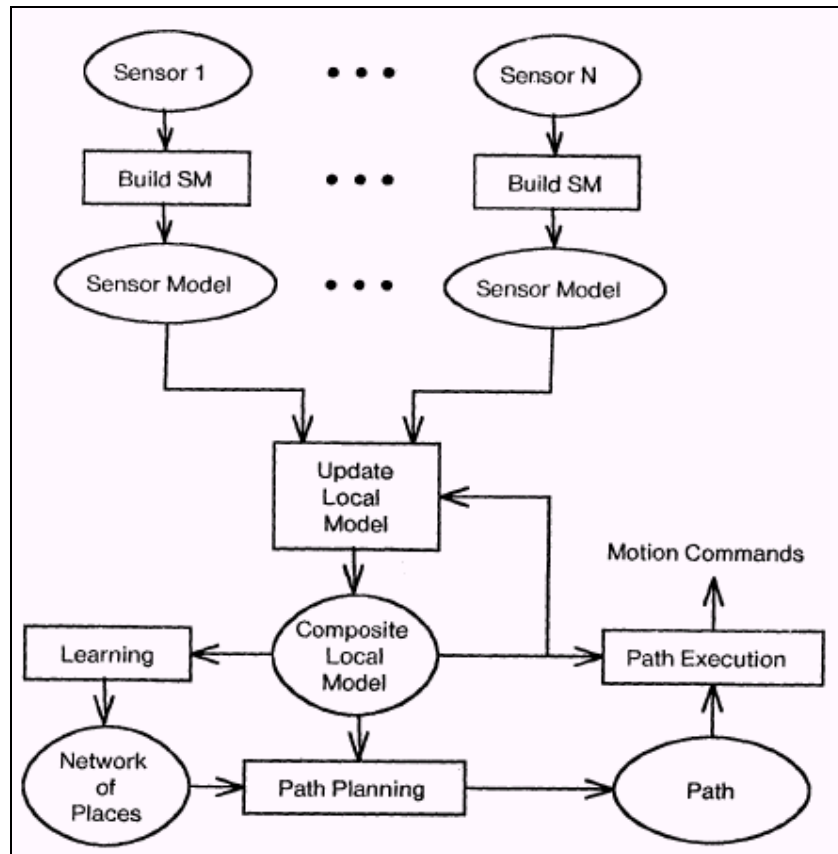 Sensor 1
Sensor N
Build SM
Build SM
Sensor Model
Sensor Model
Update
Local
Model
Motion Commands
Composite
Local
Model
Learning
Path Execution
Network
of
Places
Path Planning
Path